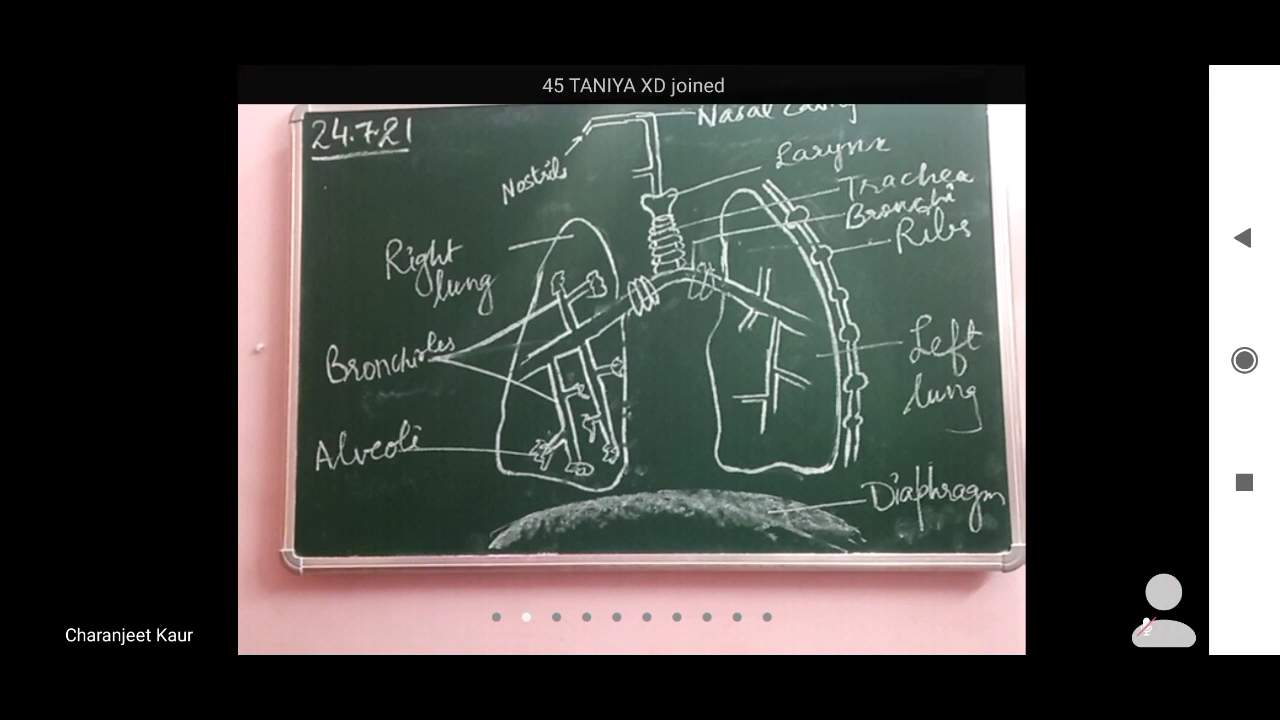 45 TANIYA XD joined
24.7.21
Nasal Cavity
Nostrils
Larynx
Trachea
Bronchi
Ribs
Right
lung
Bronchioles
Left
lung
Alveoli
Diaphragm
Charanjeet Kaur